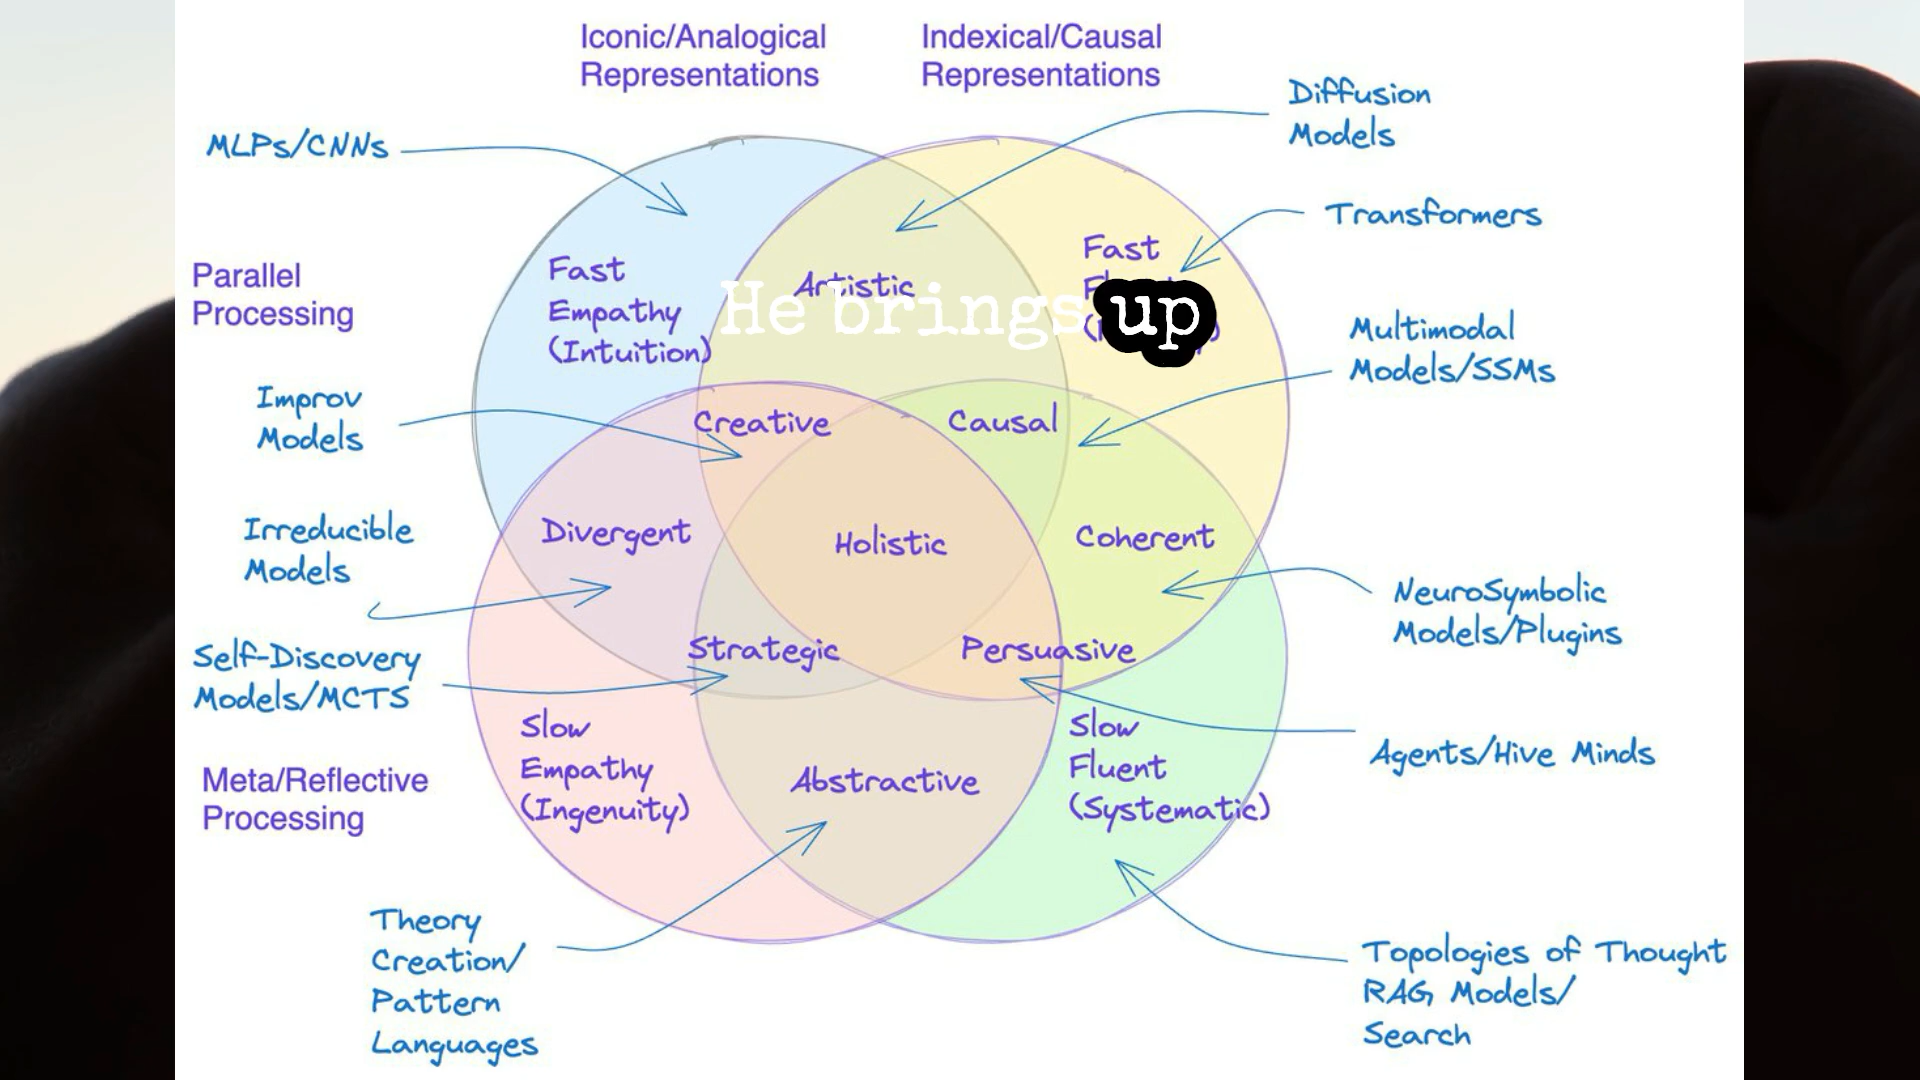 Iconic/Analogical
Representations
Indexical/Causal
Representations
Diffusion
Models
MLPs/CNNs
Transformers
Parallel
Processing
Fast
Empathy
(Intuition)
Artistic
Fast
He brings up
Multimodal
Models/SSMs
Improv
Models
Creative
Causal
Irreducible
Models
Divergent
Holistic
Coherent
NeuroSymbolic
Models/Plugins
Self-Discovery
Models/MCTS
Strategic
Persuasive
Slow
Empathy
(Ingenuity)
Abstractive
Slow
Fluent
(Systematic)
Agents/Hive Minds
Meta/Reflective
Processing
Theory
Creation/
Pattern
Languages
Topologies of Thought
RAG Models/
Search